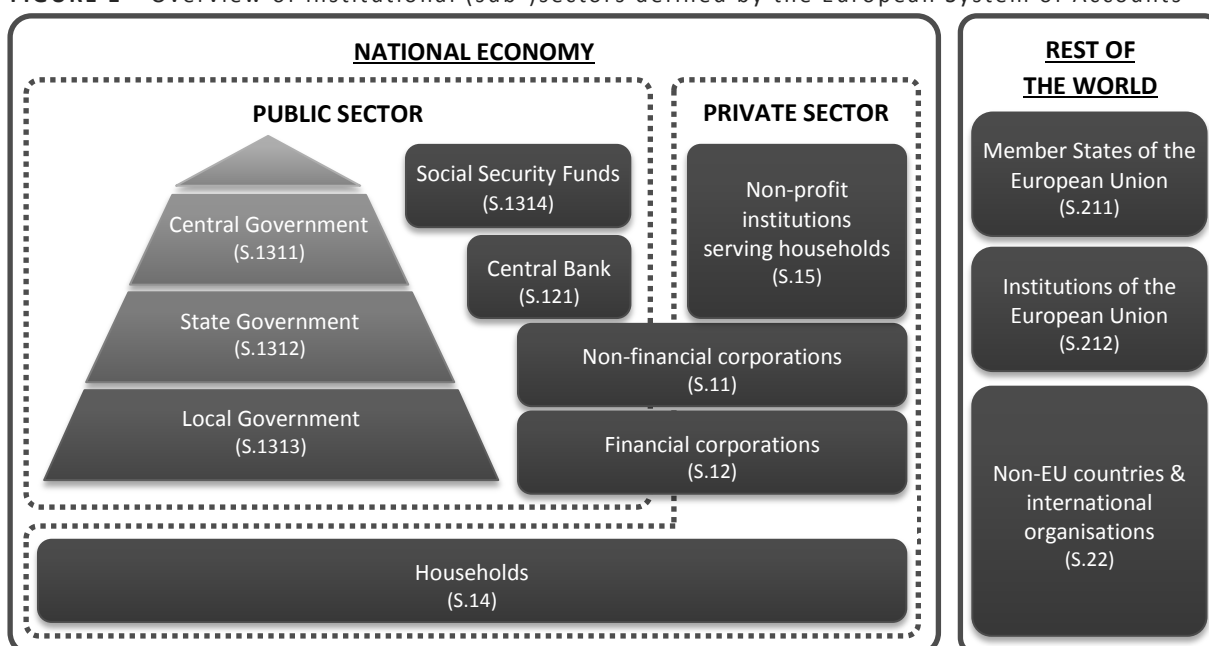 FIGURE 1 - Overview of institutional (sub-)sectors defined by the European System of Accounts
NATIONAL ECONOMY
PUBLIC SECTOR
Central Government
(S.1311)
State Government
(S.1312)
Local Government
(S.1313)
Social Security Funds
(S.1314)
Central Bank
(S.121)
PRIVATE SECTOR
Non-profit
institutions
serving households
(S.15)
Non-financial corporations
(S.11)
Financial corporations
(S.12)
Households
(S.14)
REST OF
THE WORLD
Member States of the
European Union
(S.211)
Institutions of the
European Union
(S.212)
Non-EU countries &
international
organisations
(S.22)